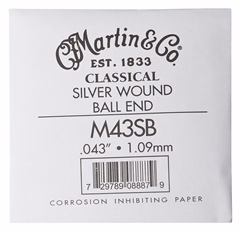 C.F. Martin & Co.
EST. 1833
CLASSICAL
SILVER WOUND
BALL END
M43SB
.043" • 1.09mm
7 29789 08887 9
CORROSION INHIBITING PAPER